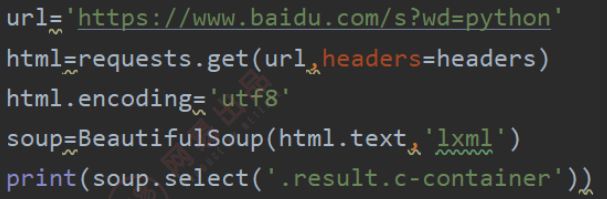 url='https://www.baidu.com/s?wd=python'
html=requests.get(url,headers=headers)
html.encoding='utf8'
soup=BeautifulSoup(html.text,'lxml')
print(soup.select('.result.c-container'))